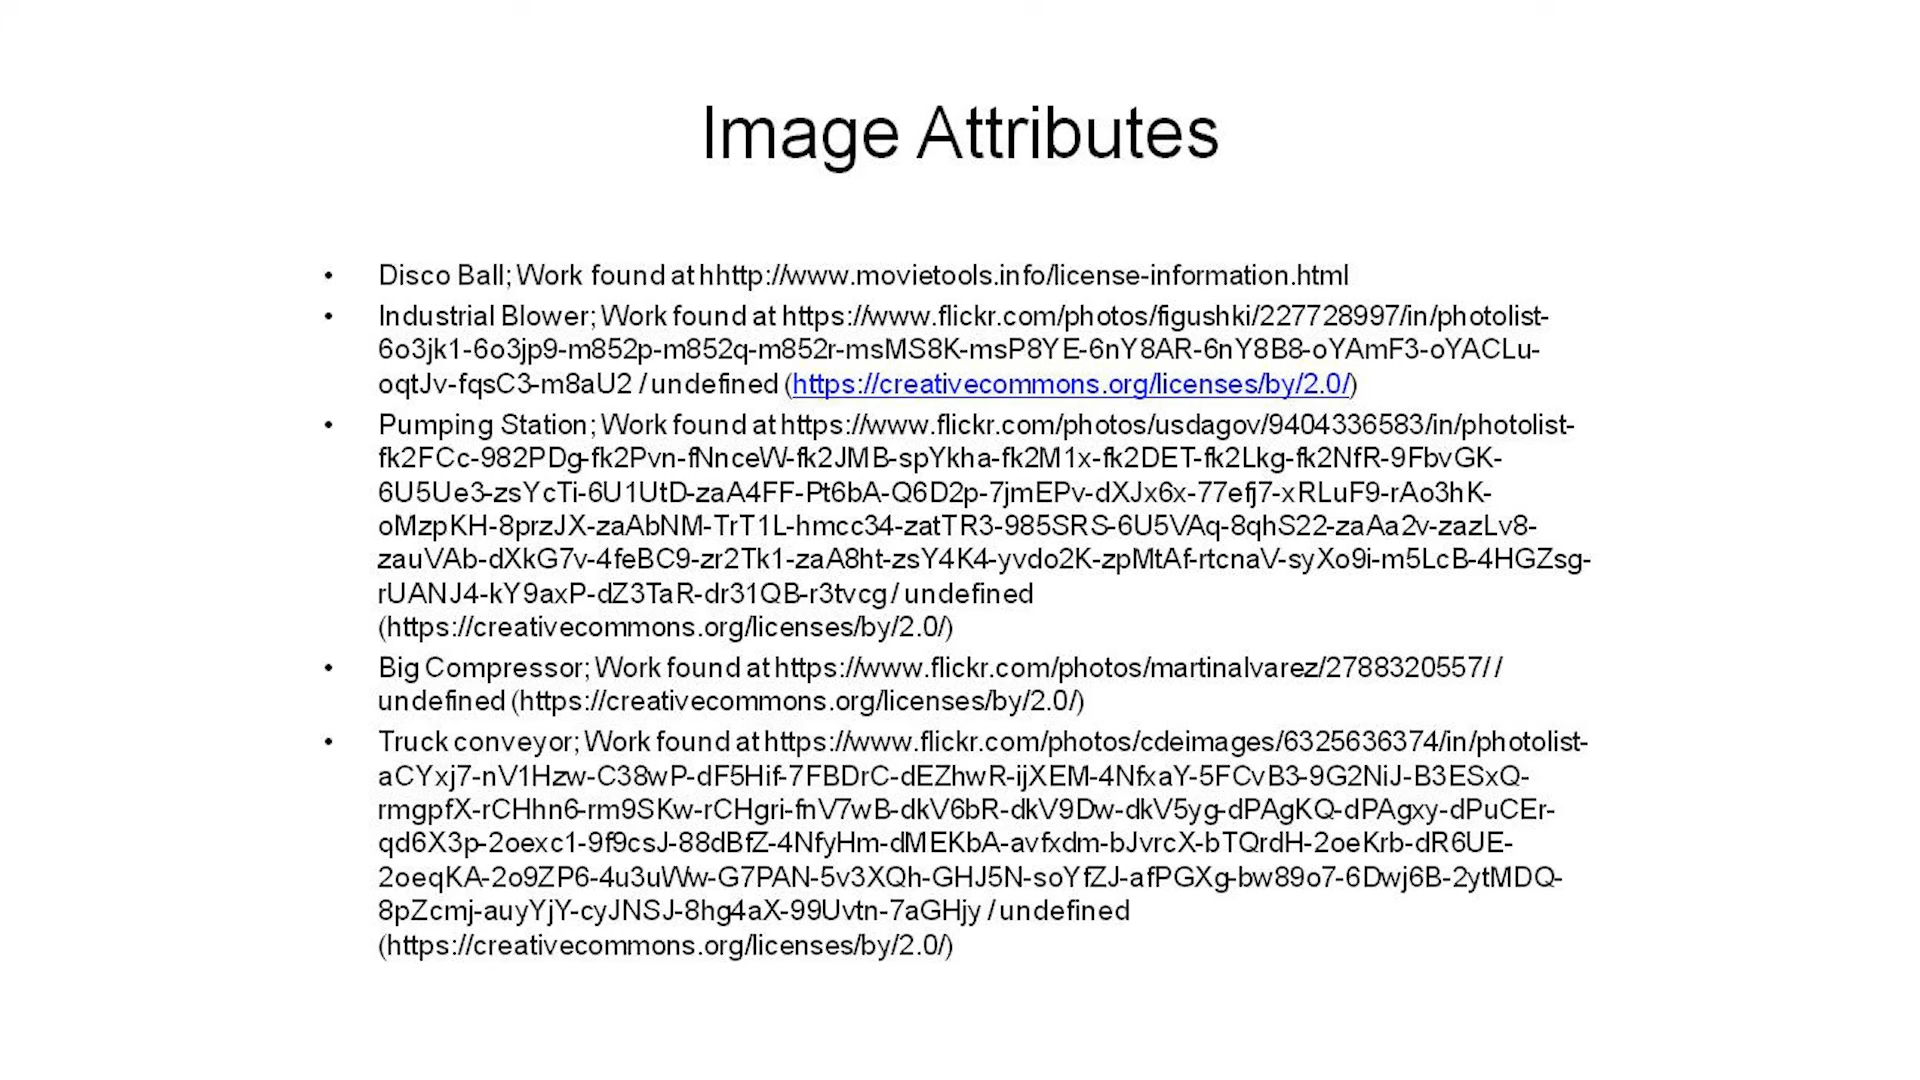 Image Attributes
• Disco Ball; Work found at hhttp://www.movietools.info/license-information.html
• Industrial Blower; Work found at https://www.flickr.com/photos/figushki/227728997/in/photolist-
6o3jk1-6o3jp9-m852p-m852q-m852r-msMS8K-msP8YE-6nY8AR-6nY8B8-oYAmF3-oYACLu-
oqtJv-fqsC3-m8aU2 / undefined (https://creativecommons.org/licenses/by/2.0/)
• Pumping Station; Work found at https://www.flickr.com/photos/usdagov/9404336583/in/photolist-
fk2FCc-982PDg-fk2Pvn-fNnceW-fk2JMB-spYkha-fk2M1x-fk2DET-fk2Lkg-fk2NfR-9FbvGK-
6U5Ue3-zsYcTi-6U1UtD-zaA4FF-Pt6bA-Q6D2p-7jmEPv-dXJx6x-77efj7-xRLuF9-rAo3hK-
oMzpKH-8przJX-zaAbNM-TrT1L-hmcc34-zatTR3-985SRS-6U5VAq-8qhS22-zaAa2v-zazLv8-
zauVAb-dXkG7v-4feBC9-zr2Tk1-zaA8ht-zsY4K4-yvdo2K-zpMtAf-rtcnaV-syXo9i-m5LcB-4HGZsg-
rUANJ4-kY9axP-dZ3TaR-dr31QB-r3tvcg / undefined
(https://creativecommons.org/licenses/by/2.0/)
• Big Compressor; Work found at https://www.flickr.com/photos/martinalvarez/2788320557/ /
undefined (https://creativecommons.org/licenses/by/2.0/)
• Truck conveyor; Work found at https://www.flickr.com/photos/cdeimages/6325636374/in/photolist-
aCYxj7-nV1Hzw-C38wP-dF5Hif-7FBDrC-dEZhwR-ijXEM-4NfxaY-5FCvB3-9G2NiJ-B3ESxQ-
rmgpfX-rCHhn6-rm9SKw-rCHgri-fnV7wB-dkV6bR-dkV9Dw-dkV5yg-dPAgKQ-dPAgxy-dPuCEr-
qd6X3p-2oexc1-9f9csJ-88dBfZ-4NfyHm-dMEKbA-avfxdm-bJvrcX-bTQrdH-2oeKrb-dR6UE-
2oeqKA-2o9ZP6-4u3uWw-G7PAN-5v3XQh-GHJ5N-soYfZJ-afPGXg-bw89o7-6Dwj6B-2ytMDQ-
8pZcmj-auyYjY-cyJNSJ-8hg4aX-99Uvtn-7aGHjy / undefined
(https://creativecommons.org/licenses/by/2.0/)